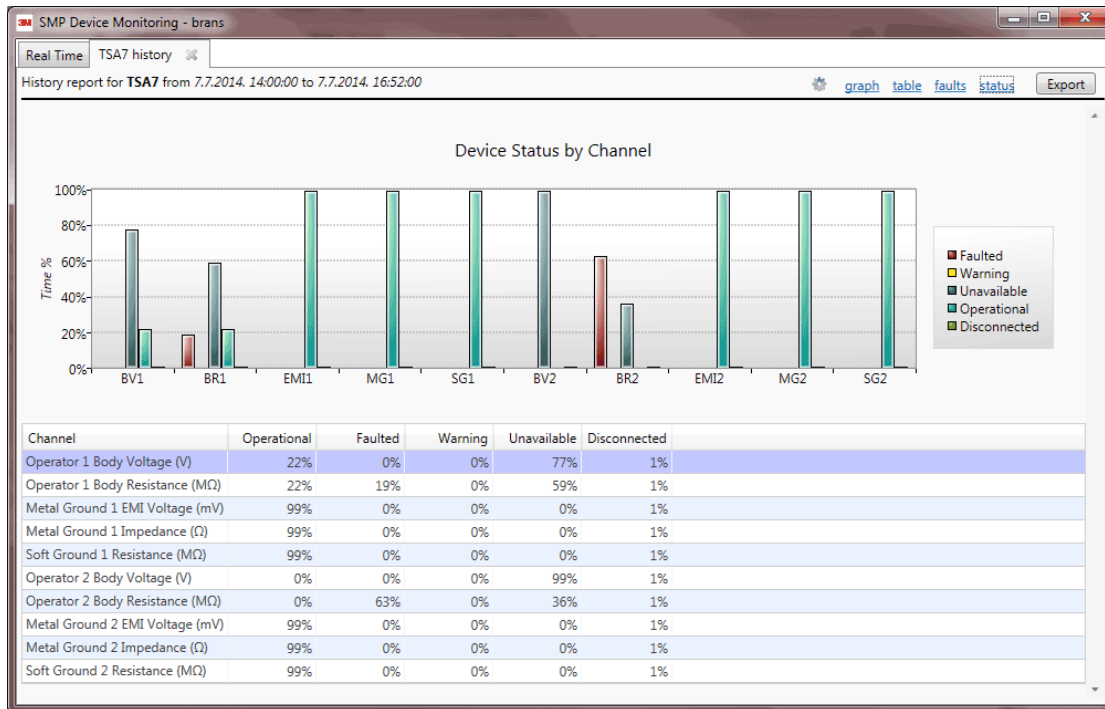 3M SMP Device Monitoring - brans
Real Time TSA7 history
History report for TSA7 from 7.7.2014. 14:00:00 to 7.7.2014. 16:52:00 graph table faults status Export
Device Status by Channel
100%
80%
60%
40%
20%
0%
Time %
BV1 BR1 EMI1 MG1 SG1 BV2 BR2 EMI2 MG2 SG2
Faulted
Warning
Unavailable
Operational
Disconnected
Channel Operational Faulted Warning Unavailable Disconnected
Operator 1 Body Voltage (V) 22% 0% 0% 77% 1%
Operator 1 Body Resistance (MΩ) 22% 19% 0% 59% 1%
Metal Ground 1 EMI Voltage (mV) 99% 0% 0% 0% 1%
Metal Ground 1 Impedance (Ω) 99% 0% 0% 0% 1%
Soft Ground 1 Resistance (MΩ) 99% 0% 0% 0% 1%
Operator 2 Body Voltage (V) 0% 0% 0% 99% 1%
Operator 2 Body Resistance (MΩ) 0% 63% 0% 36% 1%
Metal Ground 2 EMI Voltage (mV) 99% 0% 0% 0% 1%
Metal Ground 2 Impedance (Ω) 99% 0% 0% 0% 1%
Soft Ground 2 Resistance (MΩ) 99% 0% 0% 0% 1%